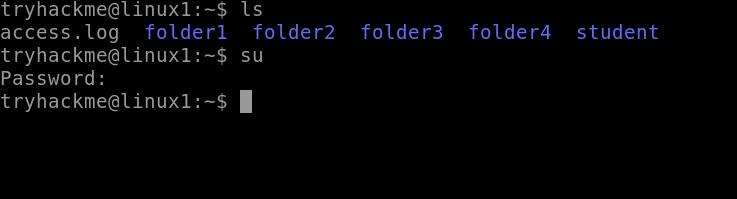 tryhackme@linux1:~$ ls
access.log folder1 folder2 folder3 folder4 student
tryhackme@linux1:~$ su
Password:
tryhackme@linux1:~$